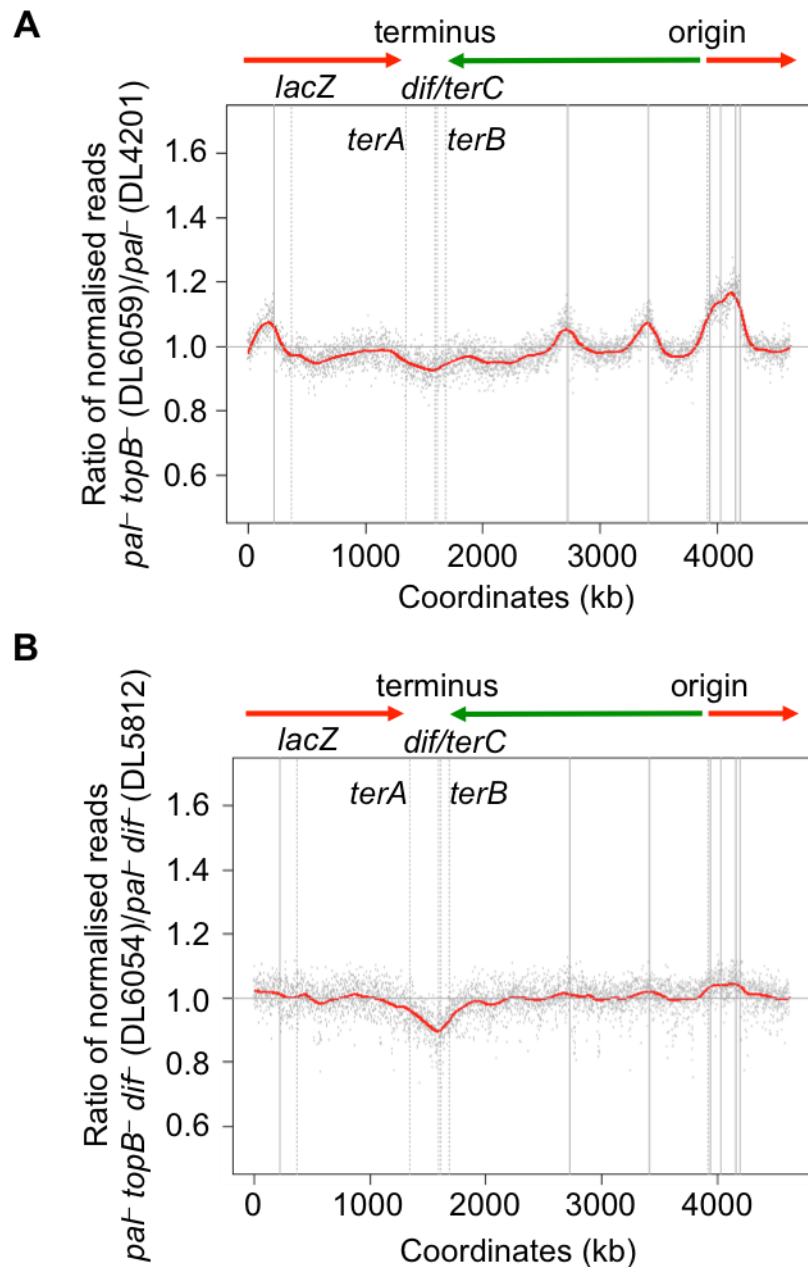 A
terminus
origin
lacZ
dif/terC
terA
terB
1.6
1.4
1.2
1.0
0.8
0.6
Ratio of normalised reads
pal– topB– (DL6059)/pal– (DL4201)
0
1000
2000
3000
4000
Coordinates (kb)
B
terminus
origin
lacZ
dif/terC
terA
terB
1.6
1.4
1.2
1.0
0.8
0.6
Ratio of normalised reads
pal– topB– dif– (DL6054)/pal– dif– (DL5812)
0
1000
2000
3000
4000
Coordinates (kb)